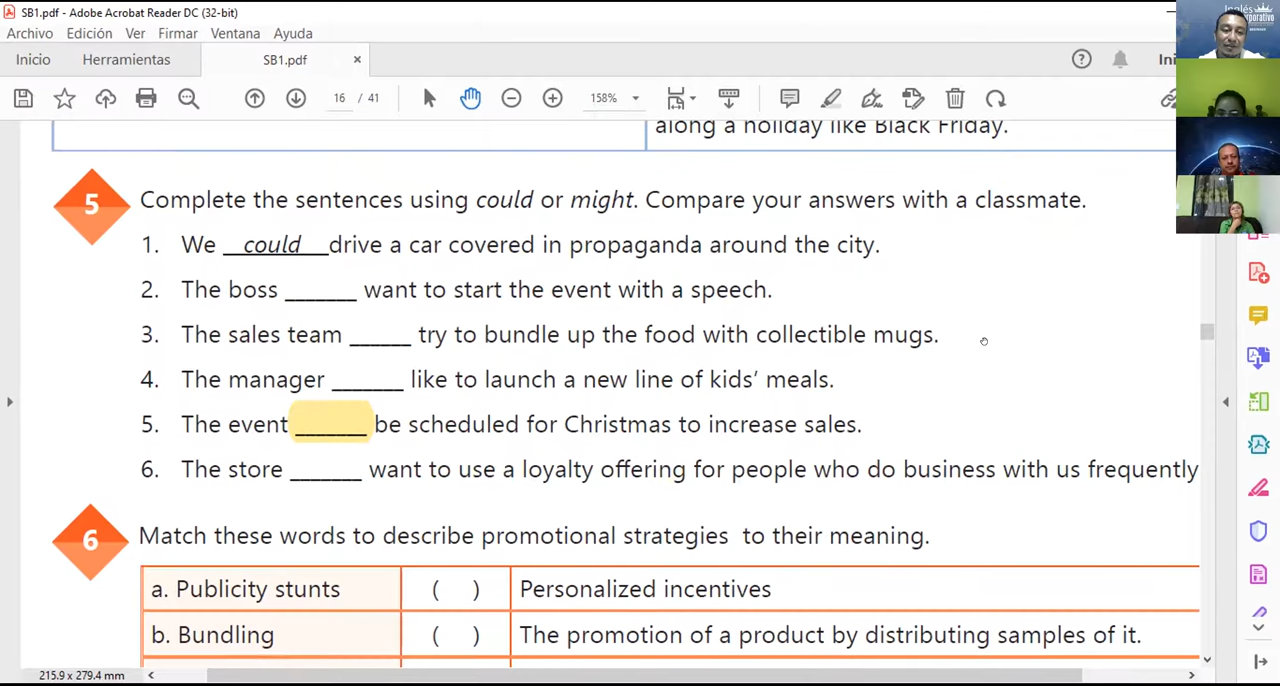 SB1.pdf - Adobe Acrobat Reader DC (32-bit)
Archivo Edición Ver Firmar Ventana Ayuda
Inicio Herramientas SB1.pdf × ? Ini
16 / 41 158%
Inglés
orporativo
along a holiday like Black Friday.
5 Complete the sentences using could or might. Compare your answers with a classmate.
1. We __could__drive a car covered in propaganda around the city.
2. The boss _______ want to start the event with a speech.
3. The sales team ______ try to bundle up the food with collectible mugs.
4. The manager _______ like to launch a new line of kids’ meals.
5. The event _______ be scheduled for Christmas to increase sales.
6. The store _______ want to use a loyalty offering for people who do business with us frequently
6 Match these words to describe promotional strategies to their meaning.
a. Publicity stunts ( ) Personalized incentives
b. Bundling ( ) The promotion of a product by distributing samples of it.
215.9 x 279.4 mm